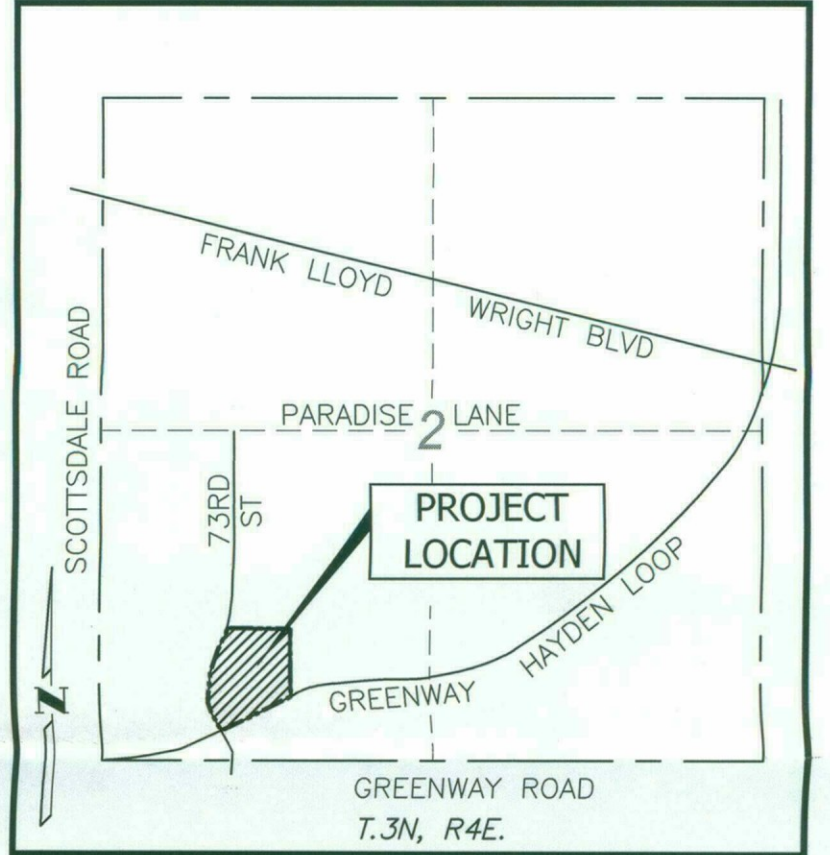 FRANK LLOYD
WRIGHT BLVD
SCOTTSDALE ROAD
PARADISE LANE
2
73RD
ST
PROJECT
LOCATION
HAYDEN LOOP
GREENWAY
N
GREENWAY ROAD
T.3N, R4E.